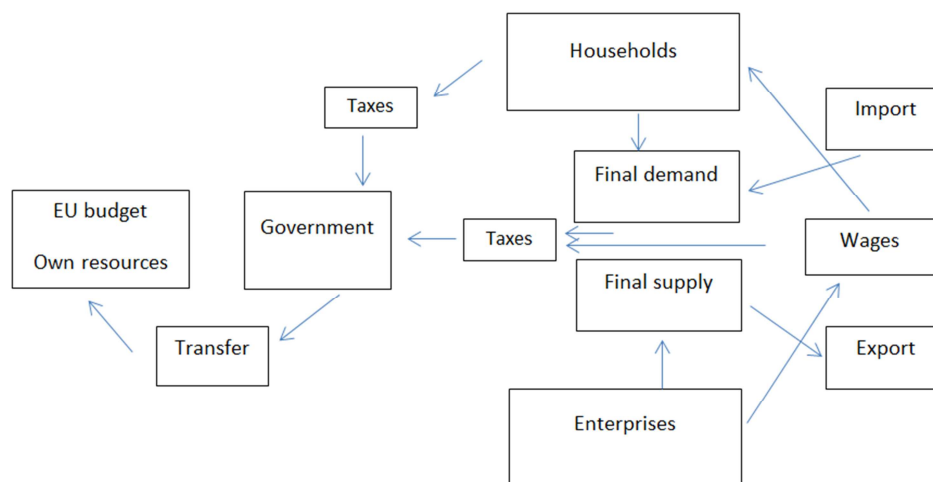 Households
Taxes
Import
Final demand
EU budget
Own resources
Government
Taxes
Wages
Final supply
Transfer
Export
Enterprises